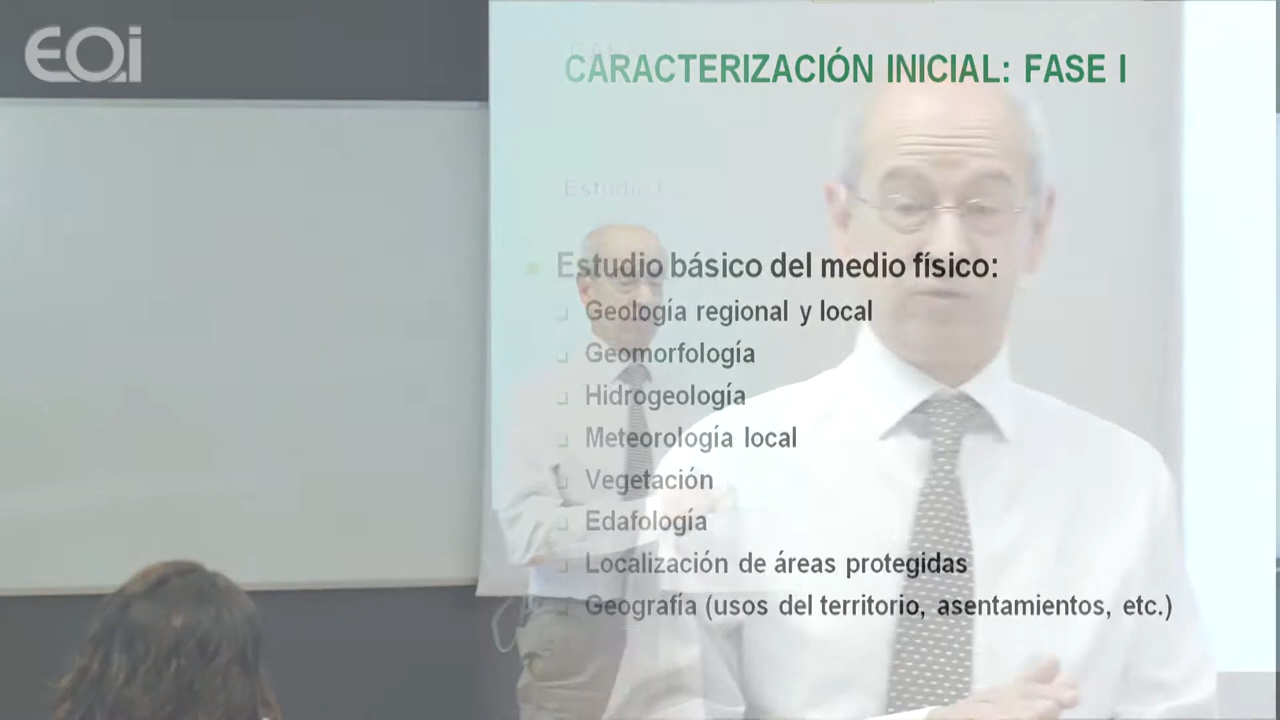 EOi
CARACTERIZACIÓN INICIAL: FASE I
Estudio básico del medio físico:
Geología regional y local
Geomorfología
Hidrogeología
Meteorología local
Vegetación
Edafología
Localización de áreas protegidas
Geografía (usos del territorio, asentamientos, etc.)